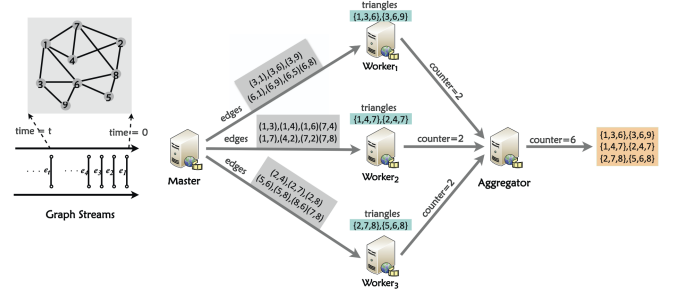 triangles
{1,3,6},{3,6,9}
Worker1
7
1
2
4
8
3
6
5
9
time = t
time = 0
· · · · et · · · e4 e3 e2 e1
Graph Streams
Master
edges
(3,1),(3,6),(3,9)
(6,1),(6,9),(6,5)(6,8)
edges
(1,3),(1,4),(1,6)(7,4)
(1,7),(4,2),(7,2)(7,8)
edges
(2,4),(2,7),(2,8)
(5,6),(5,8),(8,6)(7,8)
triangles
{1,4,7},{2,4,7}
Worker2
triangles
{2,7,8},{5,6,8}
Worker3
counter=2
counter=2
counter=2
Aggregator
counter=6
{1,3,6},{3,6,9}
{1,4,7},{2,4,7}
{2,7,8},{5,6,8}